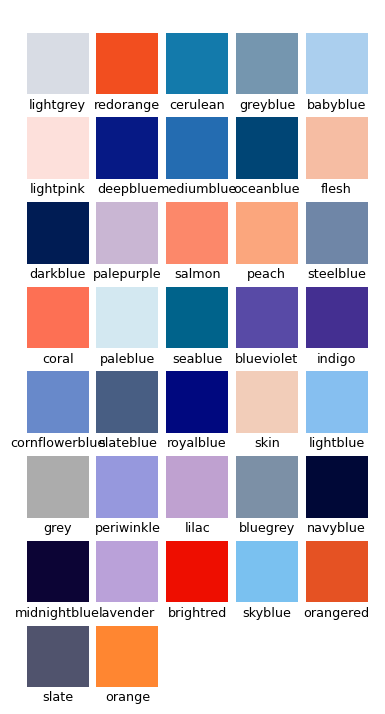 lightgrey redorange cerulean greyblue babyblue
lightpink deepblue mediumblue oceanblue flesh
darkblue palepurple salmon peach steelblue
coral paleblue seablue blueviolet indigo
cornflowerblue slateblue royalblue skin lightblue
grey periwinkle lilac bluegrey navyblue
midnightblue lavender brightred skyblue orangered
slate orange